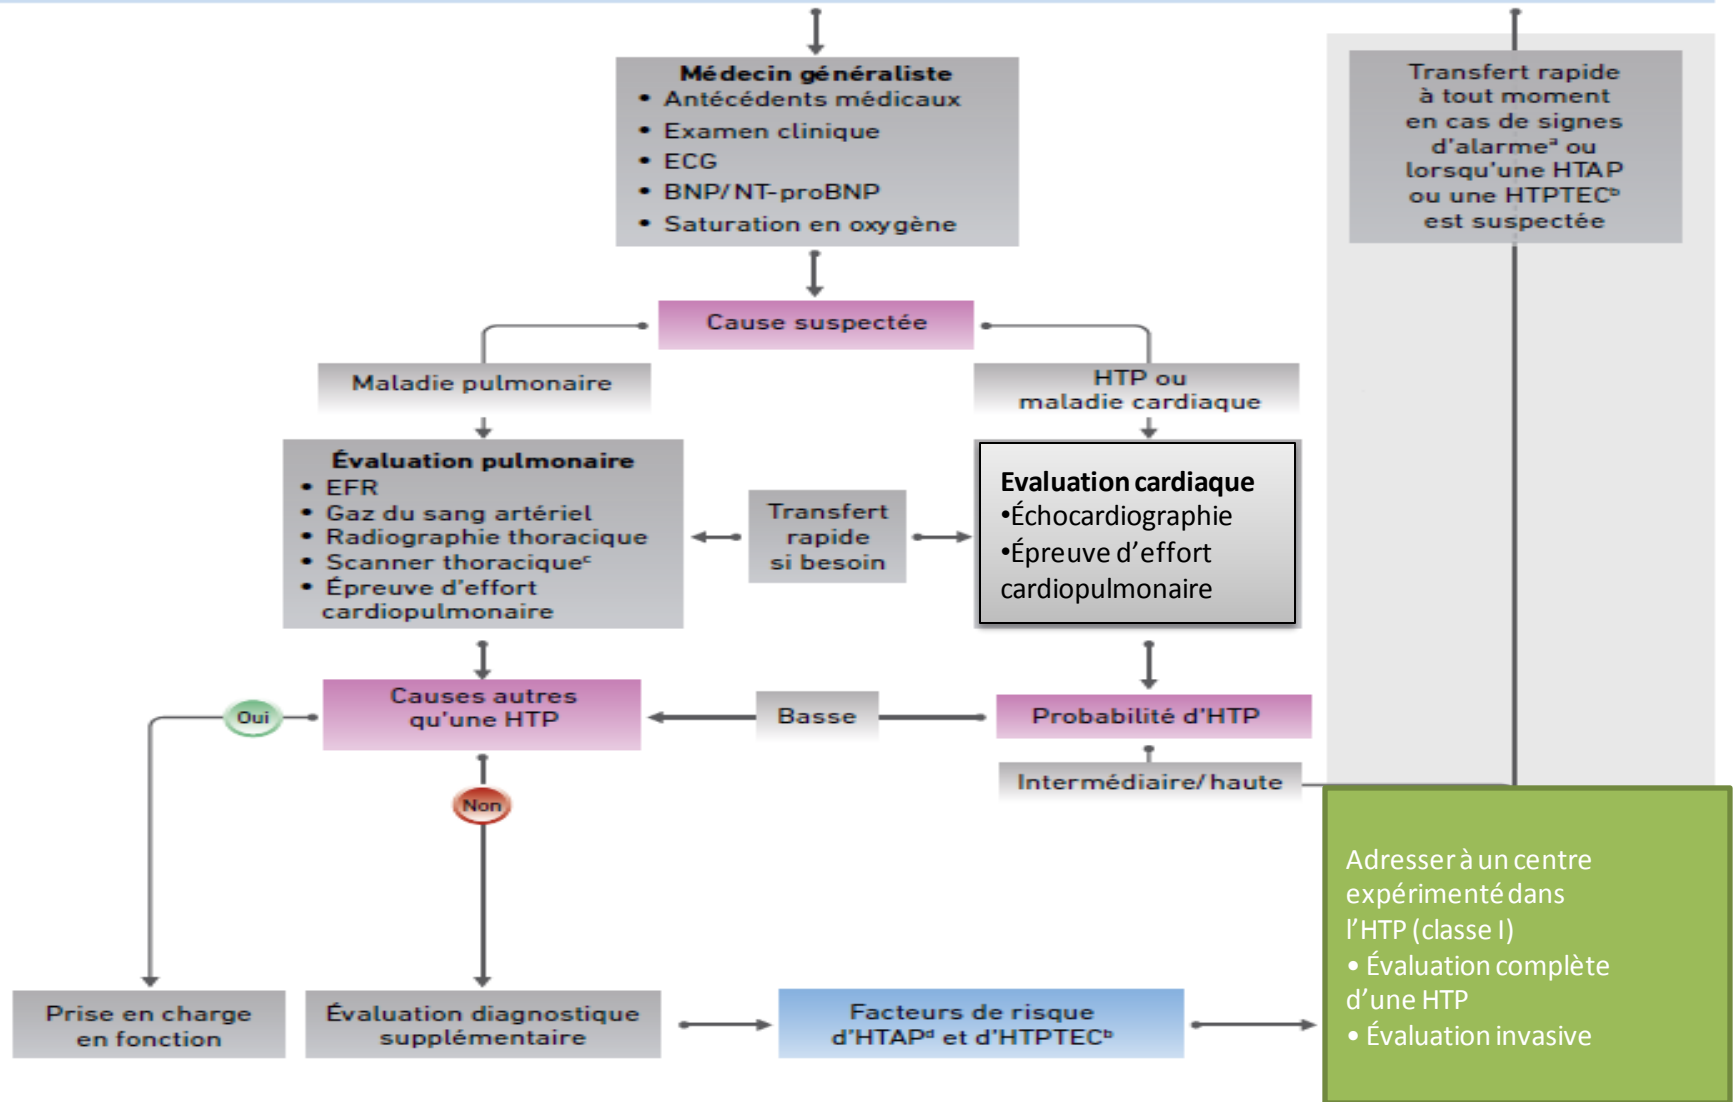 Médecin généraliste
• Antécédents médicaux
• Examen clinique
• ECG
• BNP/NT-proBNP
• Saturation en oxygène
Transfert rapide
à tout moment
en cas de signes
d'alarmeᵃ ou
lorsqu'une HTAP
ou une HTPTECᵇ
est suspectée
Cause suspectée
Maladie pulmonaire
HTP ou
maladie cardiaque
Évaluation pulmonaire
• EFR
• Gaz du sang artériel
• Radiographie thoracique
• Scanner thoraciqueᶜ
• Épreuve d'effort
cardiopulmonaire
Transfert
rapide
si besoin
Evaluation cardiaque
•Échocardiographie
•Épreuve d'effort
cardiopulmonaire
Causes autres
qu'une HTP
Basse
Probabilité d'HTP
Oui
Intermédiaire/haute
Non
Adresser à un centre
expérimenté dans
l'HTP (classe I)
• Évaluation complète
d'une HTP
• Évaluation invasive
Prise en charge
en fonction
Évaluation diagnostique
supplémentaire
Facteurs de risque
d'HTAPᵈ et d'HTPTECᵇ